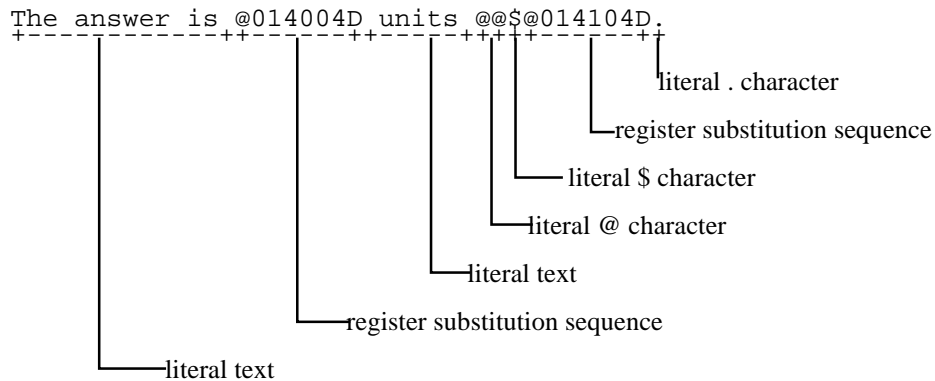 The answer is @014004D units @@$@014104D.
+------------++-------++------+++++-------++
literal . character
register substitution sequence
literal $ character
literal @ character
literal text
register substitution sequence
literal text